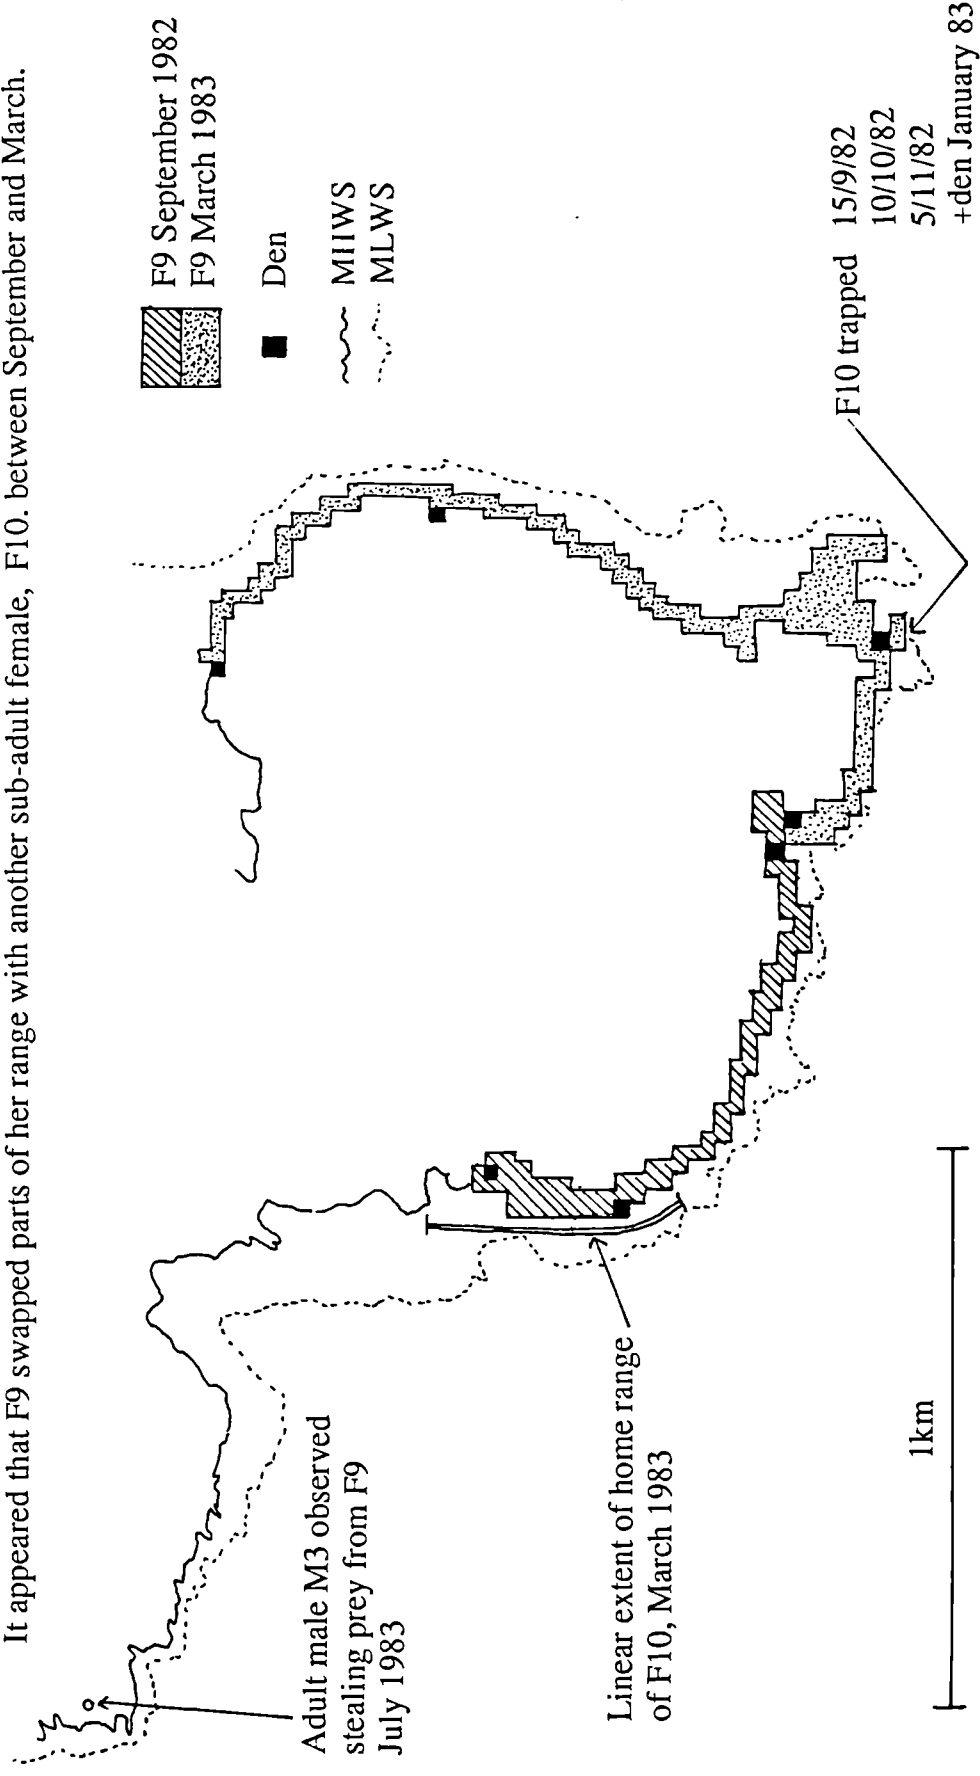 It appeared that F9 swapped parts of her range with another sub-adult female, F10. between September and March.
F9 September 1982
F9 March 1983
Den
MHWS
MLWS
Adult male M3 observed
stealing prey from F9
July 1983
Linear extent of home range
of F10, March 1983
F10 trapped 15/9/82
10/10/82
5/11/82
+den January 83
1km